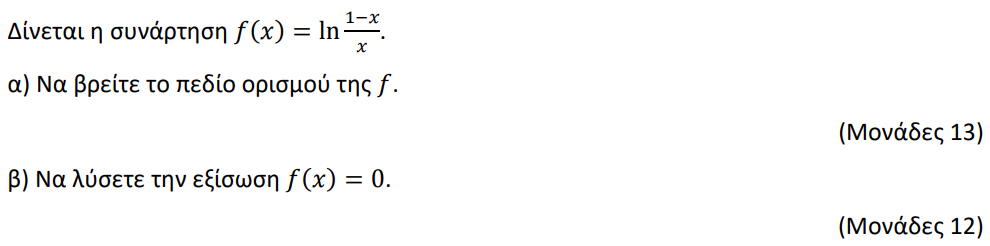 Δίνεται η συνάρτηση f(x) = ln \frac{1−x}{x}.
α) Να βρείτε το πεδίο ορισμού της f.
(Μονάδες 13)
β) Να λύσετε την εξίσωση f(x) = 0.
(Μονάδες 12)